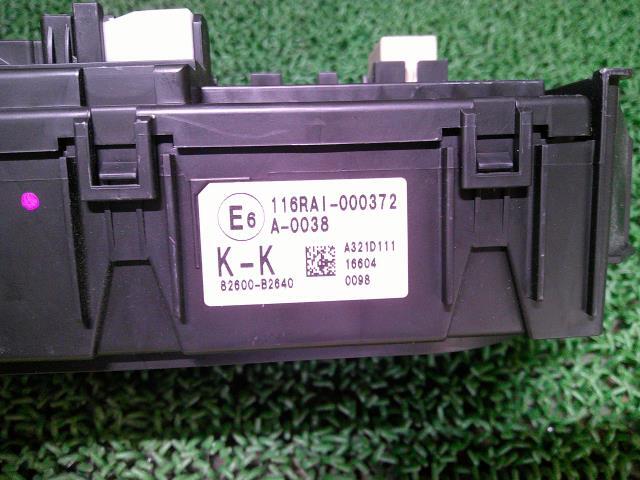 E6 116RAI-000372
A-0038
K-K A321D111
16604
82600-B2640 0098